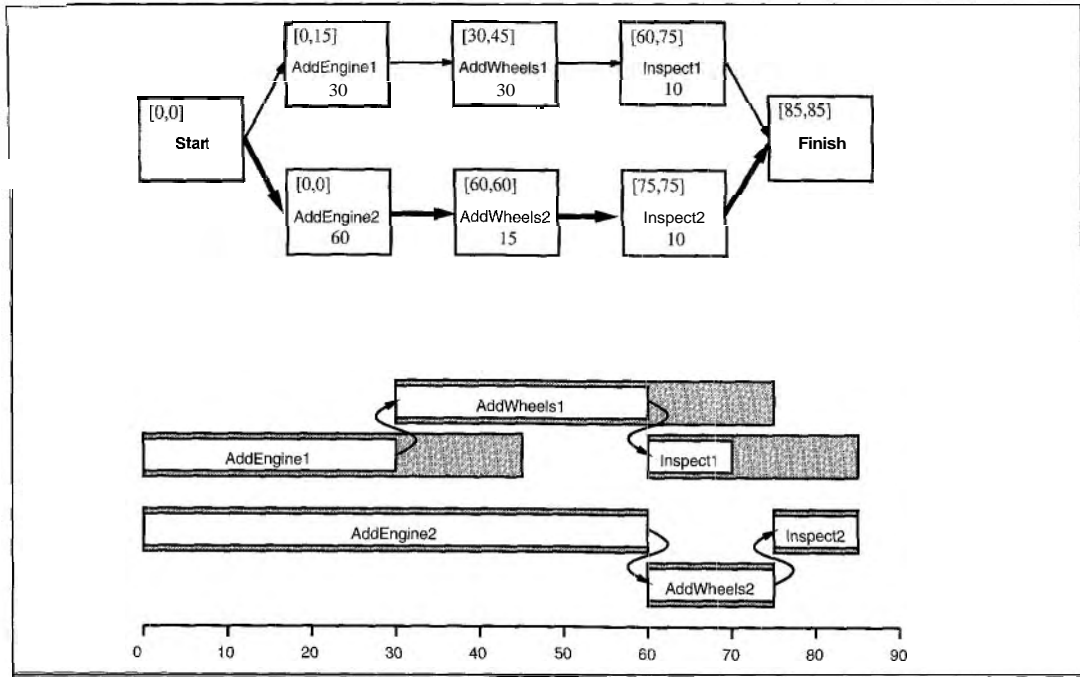 [0,15]
AddEngine1
30
[30,45]
AddWheels1
30
[60,75]
Inspect1
10
[0,0]
Start
[85,85]
Finish
[0,0]
AddEngine2
60
[60,60]
AddWheels2
15
[75,75]
Inspect2
10
AddWheels1
AddEngine1
Inspect1
AddEngine2
Inspect2
AddWheels2
0 10 20 30 40 50 60 70 80 90